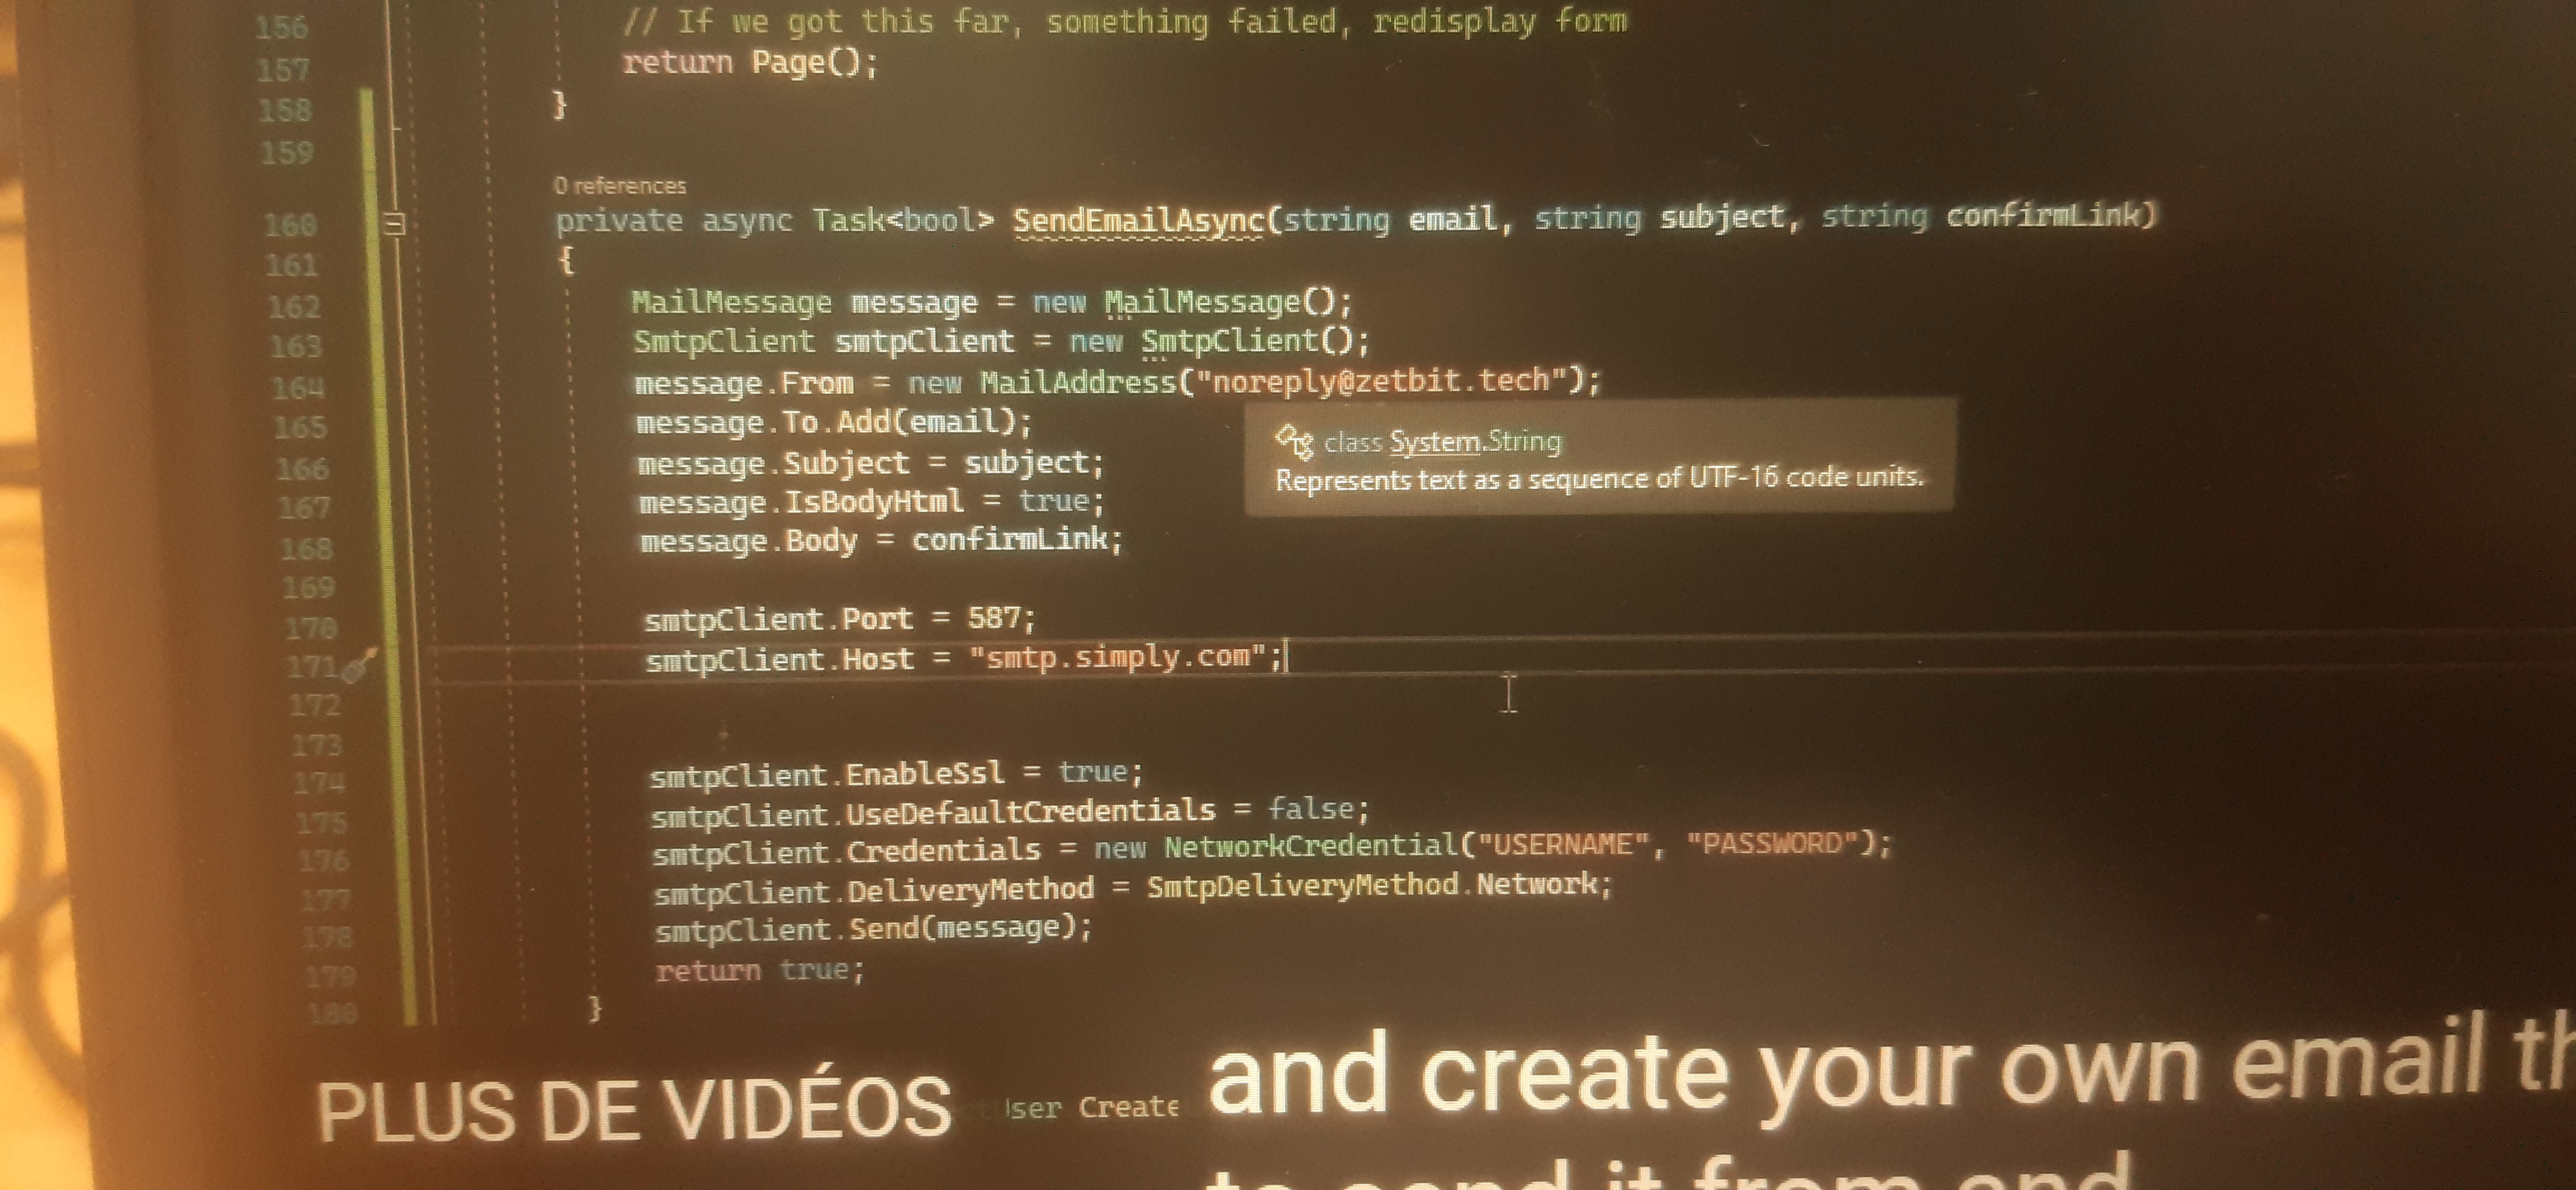 156 // If we got this far, something failed, redisplay form
157 return Page();
158 }
159
0 references
160 private async Task<bool> SendEmailAsync(string email, string subject, string confirmLink)
161 {
162 MailMessage message = new MailMessage();
163 SmtpClient smtpClient = new SmtpClient();
164 message.From = new MailAddress("noreply@zetbit.tech");
165 message.To.Add(email);
class System.String
166 message.Subject = subject;
Represents text as a sequence of UTF-16 code units.
167 message.IsBodyHtml = true;
168 message.Body = confirmLink;
169
170 smtpClient.Port = 587;
171 smtpClient.Host = "smtp.simply.com";
172
173
174 smtpClient.EnableSsl = true;
175 smtpClient.UseDefaultCredentials = false;
176 smtpClient.Credentials = new NetworkCredential("USERNAME", "PASSWORD");
177 smtpClient.DeliveryMethod = SmtpDeliveryMethod.Network;
178 smtpClient.Send(message);
179 return true;
180 }
PLUS DE VIDÉOS
User Create
and create your own email
to send it from and